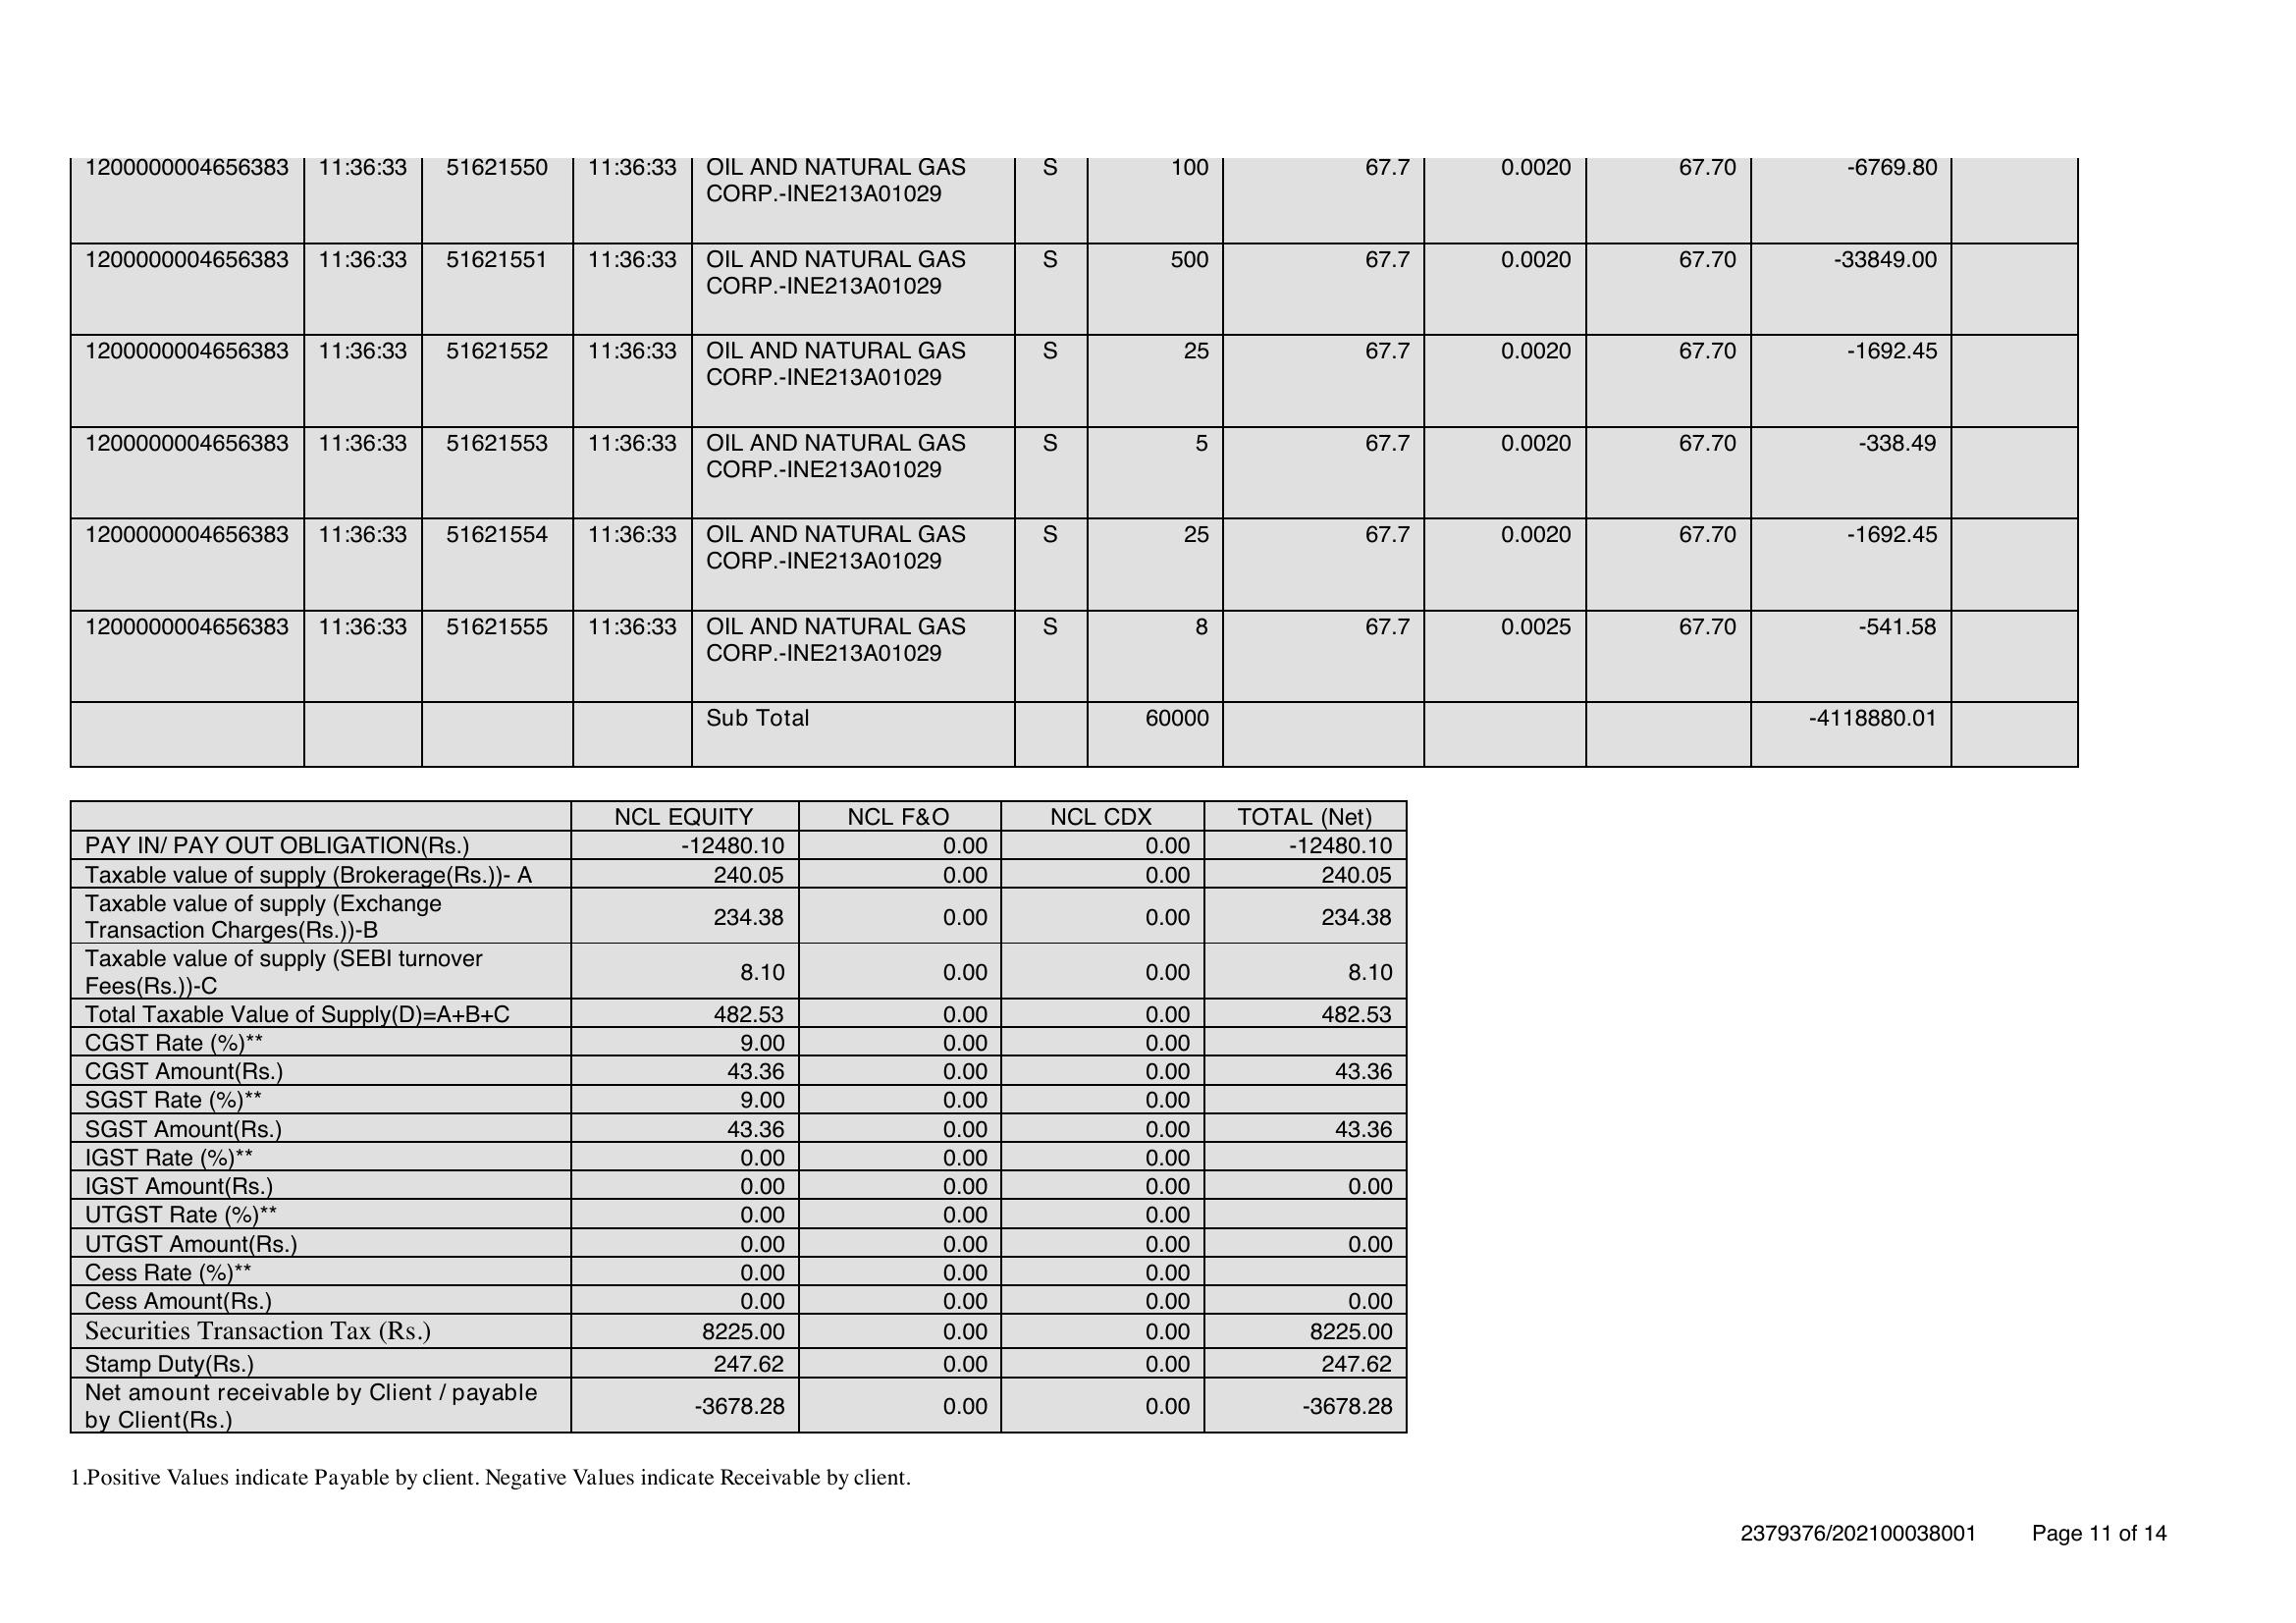 1200000004656383 11:36:33 51621550 11:36:33 OIL AND NATURAL GAS S 100 67.7 0.0020 67.70 -6769.80
CORP.-INE213A01029
1200000004656383 11:36:33 51621551 11:36:33 OIL AND NATURAL GAS S 500 67.7 0.0020 67.70 -33849.00
CORP.-INE213A01029
1200000004656383 11:36:33 51621552 11:36:33 OIL AND NATURAL GAS S 25 67.7 0.0020 67.70 -1692.45
CORP.-INE213A01029
1200000004656383 11:36:33 51621553 11:36:33 OIL AND NATURAL GAS S 5 67.7 0.0020 67.70 -338.49
CORP.-INE213A01029
1200000004656383 11:36:33 51621554 11:36:33 OIL AND NATURAL GAS S 25 67.7 0.0020 67.70 -1692.45
CORP.-INE213A01029
1200000004656383 11:36:33 51621555 11:36:33 OIL AND NATURAL GAS S 8 67.7 0.0025 67.70 -541.58
CORP.-INE213A01029
Sub Total 60000 -4118880.01
NCL EQUITY NCL F&O NCL CDX TOTAL (Net)
PAY IN/ PAY OUT OBLIGATION(Rs.) -12480.10 0.00 0.00 -12480.10
Taxable value of supply (Brokerage(Rs.))- A 240.05 0.00 0.00 240.05
Taxable value of supply (Exchange
Transaction Charges(Rs.))-B 234.38 0.00 0.00 234.38
Taxable value of supply (SEBI turnover
Fees(Rs.))-C 8.10 0.00 0.00 8.10
Total Taxable Value of Supply(D)=A+B+C 482.53 0.00 0.00 482.53
CGST Rate (%)** 9.00 0.00 0.00
CGST Amount(Rs.) 43.36 0.00 0.00 43.36
SGST Rate (%)** 9.00 0.00 0.00
SGST Amount(Rs.) 43.36 0.00 0.00 43.36
IGST Rate (%)** 0.00 0.00 0.00
IGST Amount(Rs.) 0.00 0.00 0.00 0.00
UTGST Rate (%)** 0.00 0.00 0.00
UTGST Amount(Rs.) 0.00 0.00 0.00 0.00
Cess Rate (%)** 0.00 0.00 0.00
Cess Amount(Rs.) 0.00 0.00 0.00 0.00
Securities Transaction Tax (Rs.) 8225.00 0.00 0.00 8225.00
Stamp Duty(Rs.) 247.62 0.00 0.00 247.62
Net amount receivable by Client / payable
by Client(Rs.) -3678.28 0.00 0.00 -3678.28
1.Positive Values indicate Payable by client. Negative Values indicate Receivable by client.
2379376/202100038001 Page 11 of 14